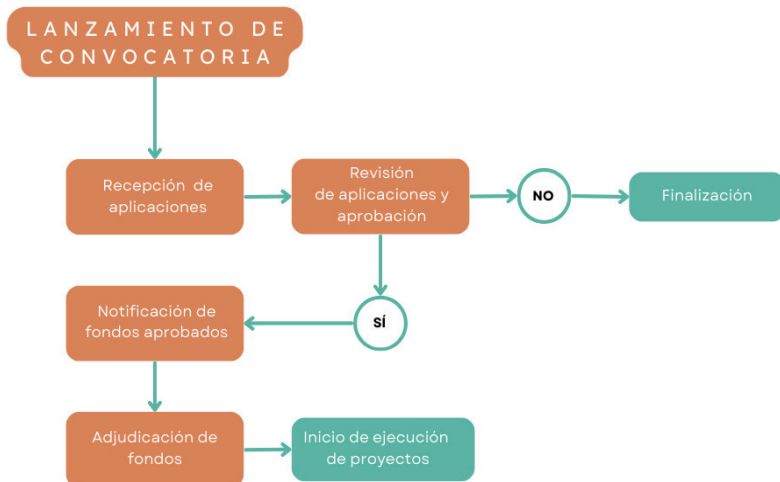 LANZAMIENTO DE
CONVOCATORIA
Recepción de
aplicaciones
Revisión
de aplicaciones y
aprobación
NO
Finalización
SÍ
Notificación de
fondos aprobados
Adjudicación de
fondos
Inicio de ejecución
de proyectos